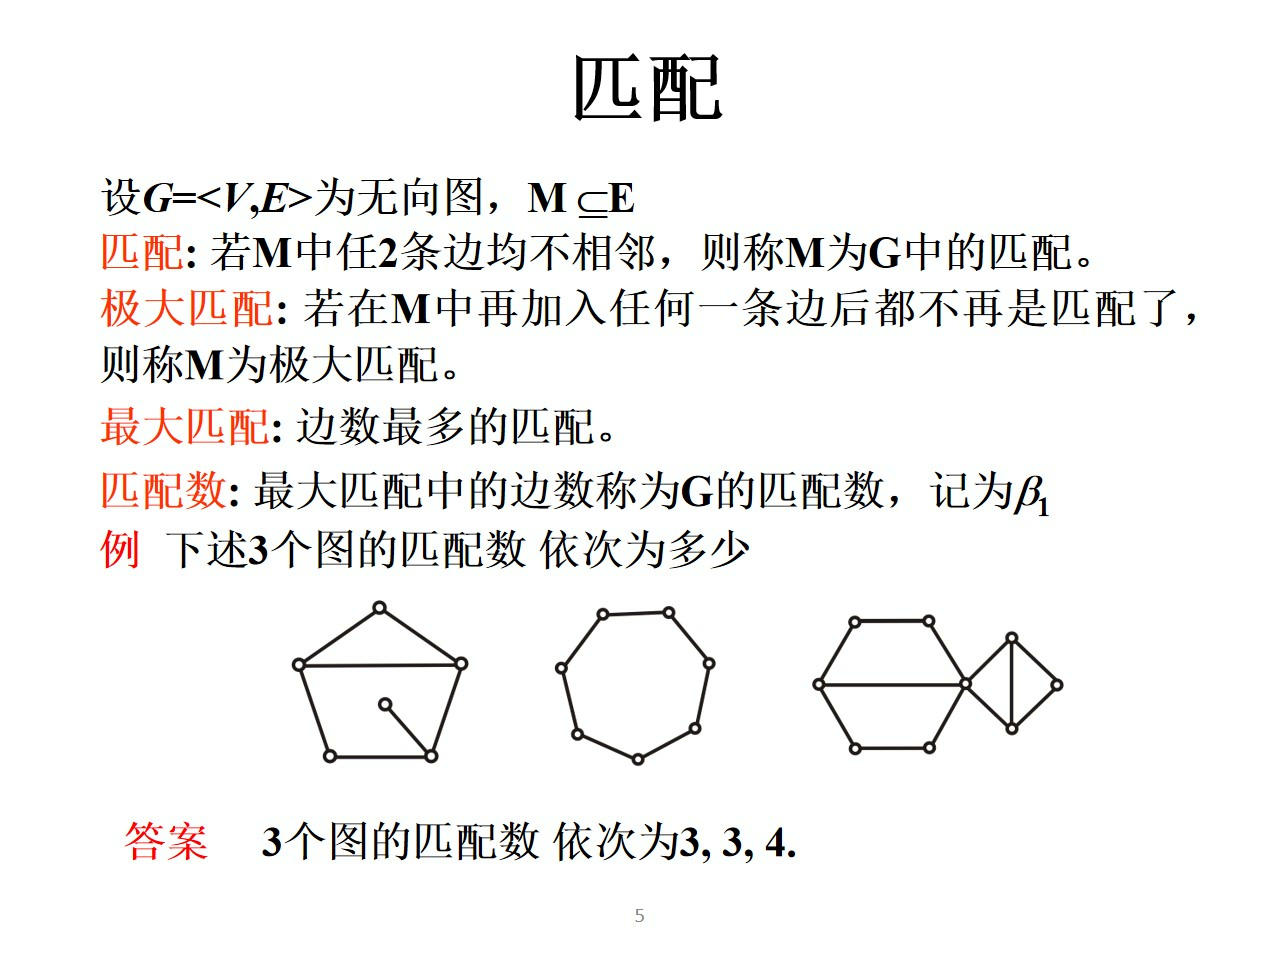 匹配
设G=<V,E>为无向图，M ⊆E
匹配: 若M中任2条边均不相邻，则称M为G中的匹配。
极大匹配: 若在M中再加入任何一条边后都不再是匹配了，
则称M为极大匹配。
最大匹配: 边数最多的匹配。
匹配数: 最大匹配中的边数称为G的匹配数，记为β₁
例 下述3个图的匹配数 依次为多少
答案 3个图的匹配数 依次为3, 3, 4.
5